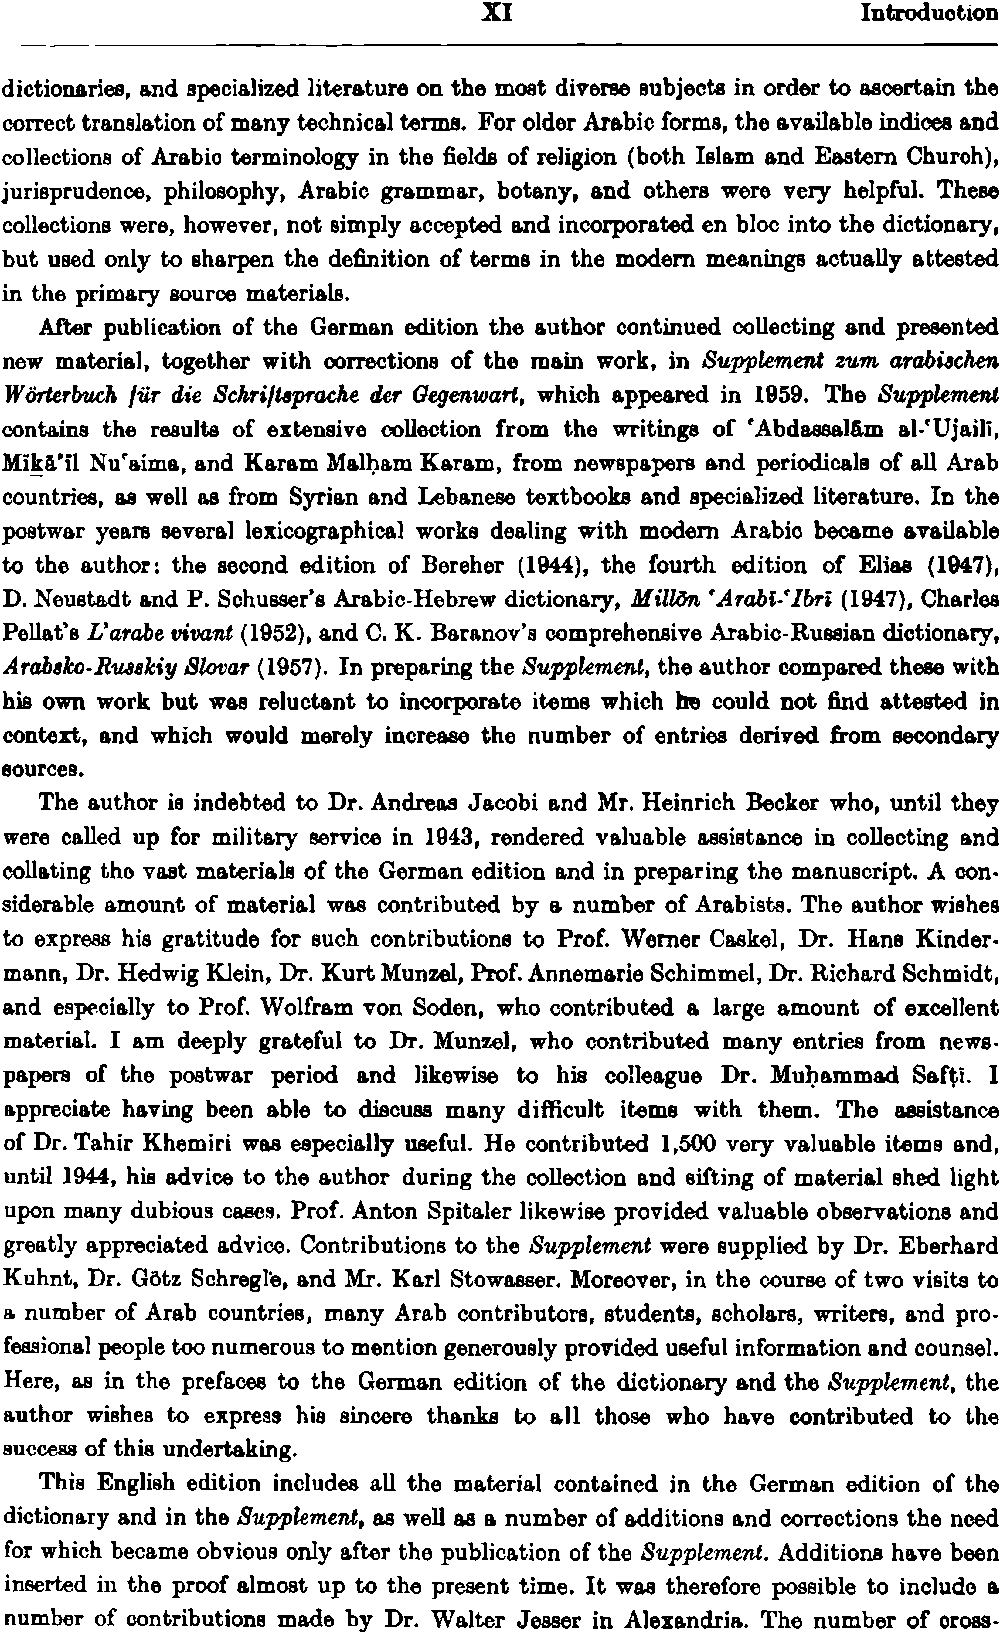 XI Introduction
dictionaries, and specialized literature on the most diverse subjects in order to ascertain the
correct translation of many technical terms. For older Arabic forms, the available indices and
collections of Arabic terminology in the fields of religion (both Islam and Eastern Church),
jurisprudence, philosophy, Arabic grammar, botany, and others were very helpful. These
collections were, however, not simply accepted and incorporated en bloc into the dictionary,
but used only to sharpen the definition of terms in the modern meanings actually attested
in the primary source materials.
After publication of the German edition the author continued collecting and presented
new material, together with corrections of the main work, in Supplement zum arabischen
Wörterbuch für die Schriftsprache der Gegenwart, which appeared in 1959. The Supplement
contains the results of extensive collection from the writings of ʿAbdassalām al-ʿUjailī,
Mīḵāʾīl Nuʿaima, and Karam Malḥam Karam, from newspapers and periodicals of all Arab
countries, as well as from Syrian and Lebanese textbooks and specialized literature. In the
postwar years several lexicographical works dealing with modern Arabic became available
to the author: the second edition of Bercher (1944), the fourth edition of Elias (1947),
D. Neustadt and P. Schusser's Arabic-Hebrew dictionary, Millōn ʿArabī-ʿIbrī (1947), Charles
Pellat's L'arabe vivant (1952), and C. K. Baranov's comprehensive Arabic-Russian dictionary,
Arabsko-Russkiy Slovar (1957). In preparing the Supplement, the author compared these with
his own work but was reluctant to incorporate items which he could not find attested in
context, and which would merely increase the number of entries derived from secondary
sources.
The author is indebted to Dr. Andreas Jacobi and Mr. Heinrich Becker who, until they
were called up for military service in 1943, rendered valuable assistance in collecting and
collating the vast materials of the German edition and in preparing the manuscript. A con-
siderable amount of material was contributed by a number of Arabists. The author wishes
to express his gratitude for such contributions to Prof. Werner Caskel, Dr. Hans Kinder-
mann, Dr. Hedwig Klein, Dr. Kurt Munzel, Prof. Annemarie Schimmel, Dr. Richard Schmidt,
and especially to Prof. Wolfram von Soden, who contributed a large amount of excellent
material. I am deeply grateful to Dr. Munzel, who contributed many entries from news-
papers of the postwar period and likewise to his colleague Dr. Muḥammad Safṭī. I
appreciate having been able to discuss many difficult items with them. The assistance
of Dr. Tahir Khemiri was especially useful. He contributed 1,500 very valuable items and,
until 1944, his advice to the author during the collection and sifting of material shed light
upon many dubious cases. Prof. Anton Spitaler likewise provided valuable observations and
greatly appreciated advice. Contributions to the Supplement were supplied by Dr. Eberhard
Kuhnt, Dr. Götz Schregle, and Mr. Karl Stowasser. Moreover, in the course of two visits to
a number of Arab countries, many Arab contributors, students, scholars, writers, and pro-
fessional people too numerous to mention generously provided useful information and counsel.
Here, as in the prefaces to the German edition of the dictionary and the Supplement, the
author wishes to express his sincere thanks to all those who have contributed to the
success of this undertaking.
This English edition includes all the material contained in the German edition of the
dictionary and in the Supplement, as well as a number of additions and corrections the need
for which became obvious only after the publication of the Supplement. Additions have been
inserted in the proof almost up to the present time. It was therefore possible to include a
number of contributions made by Dr. Walter Jesser in Alexandria. The number of cross-